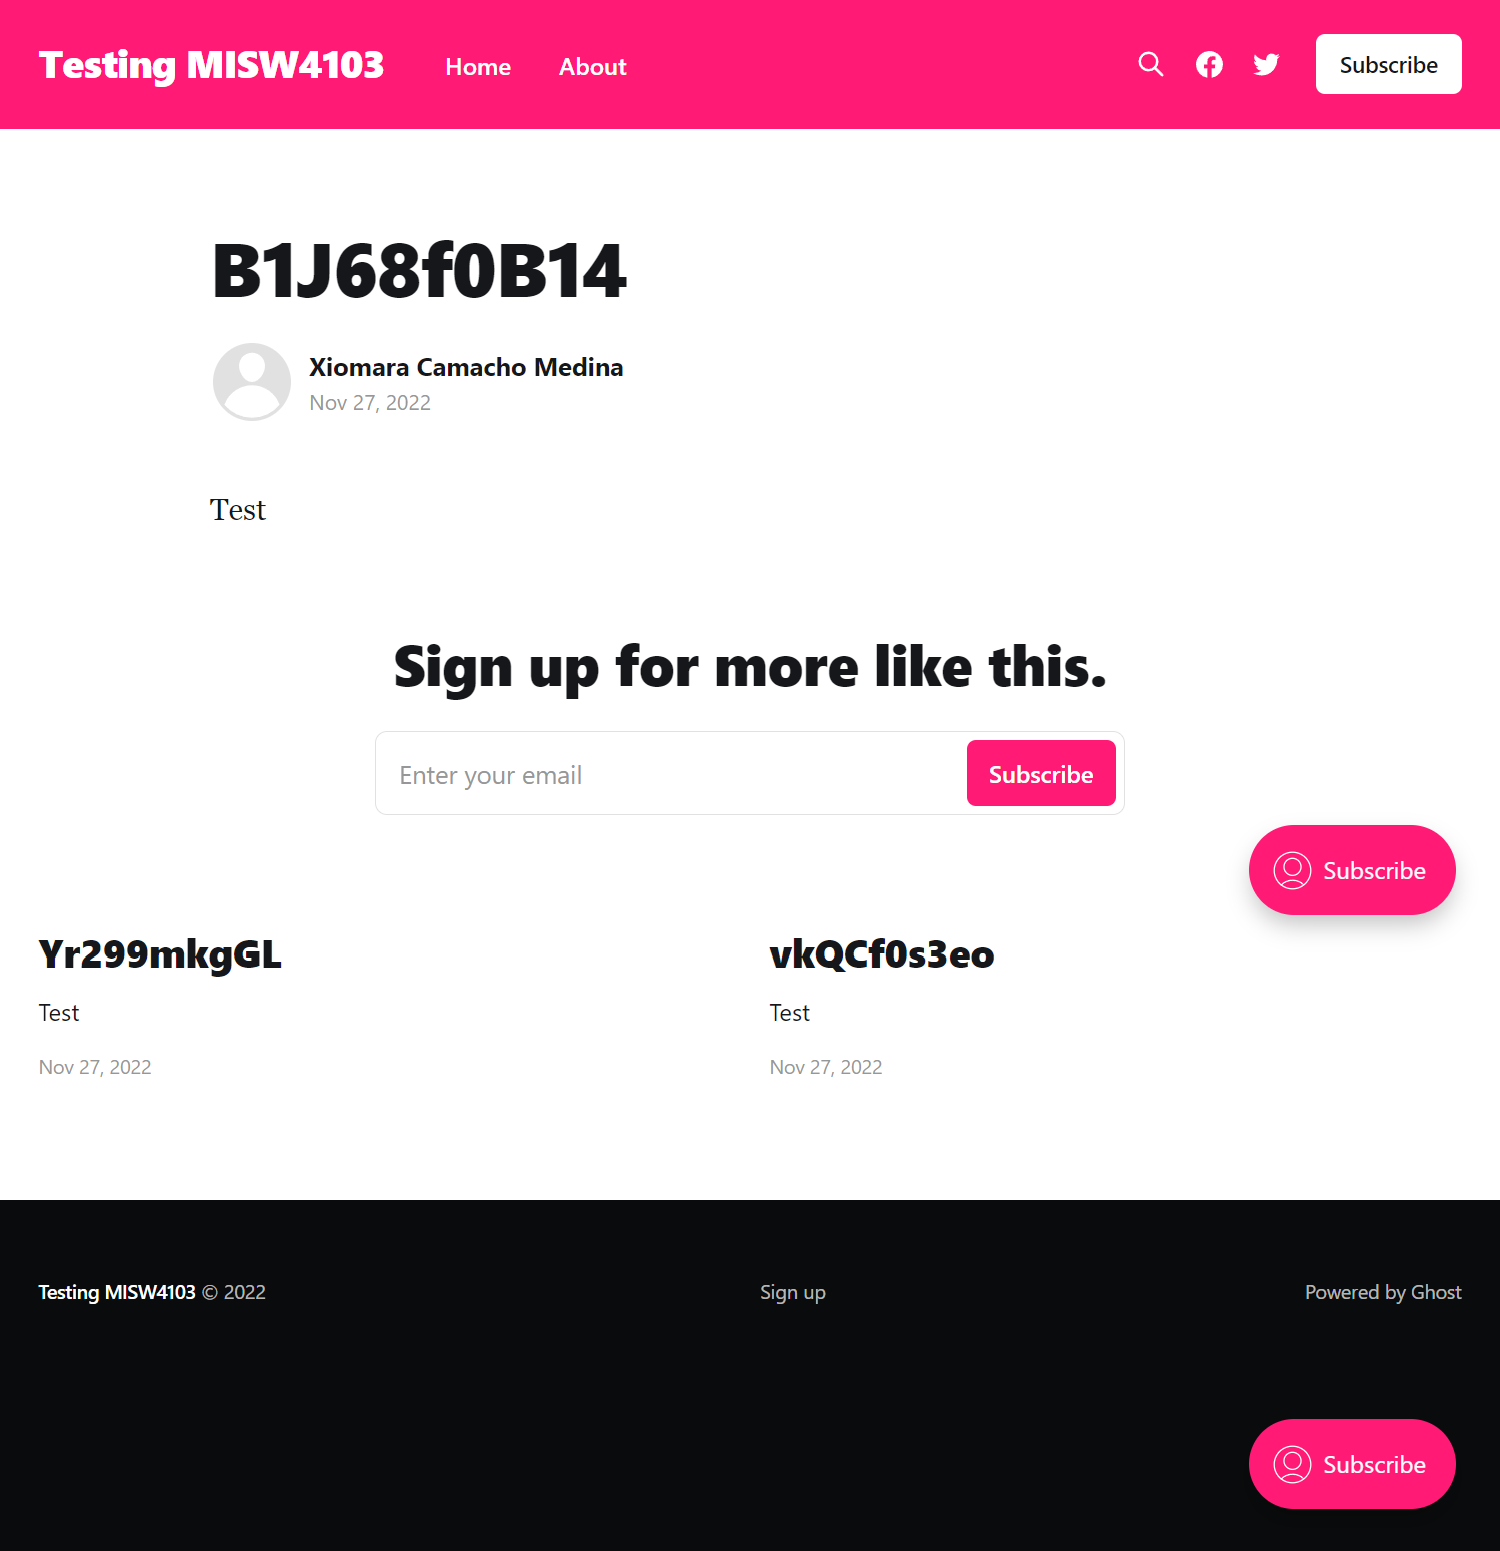 Testing MISW4103 Home About Subscribe
B1J68f0B14
Xiomara Camacho Medina
Nov 27, 2022
Test
Sign up for more like this.
Enter your email Subscribe
Subscribe
Yr299mkgGL
Test
Nov 27, 2022
vkQCf0s3eo
Test
Nov 27, 2022
Testing MISW4103 © 2022 Sign up Powered by Ghost
Subscribe